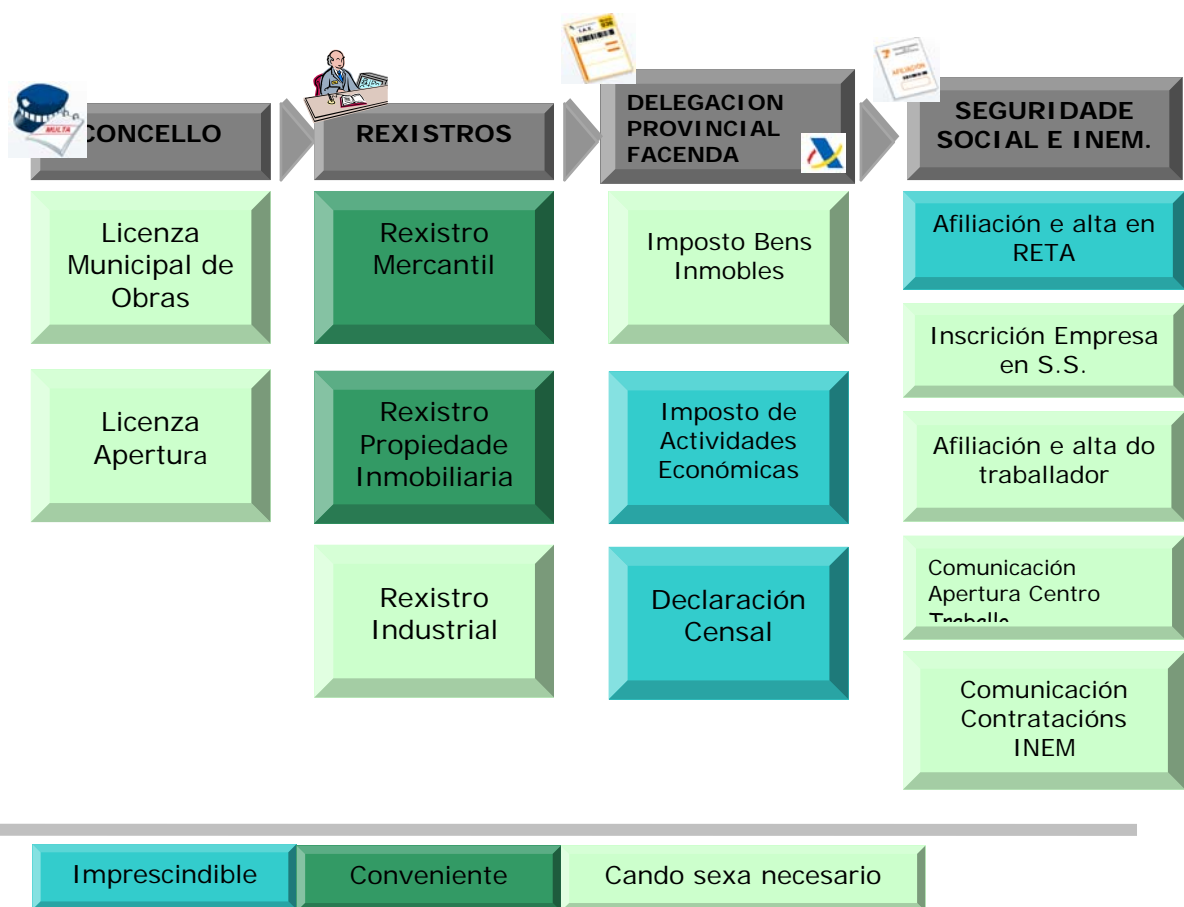 CONCELLO
MULTA
REXISTROS
I.A.E.
DELEGACION
PROVINCIAL
FACENDA
AFILIACIÓN
SEGURIDADE
SOCIAL E INEM.
Licenza
Municipal de
Obras
Licenza
Apertura
Rexistro
Mercantil
Rexistro
Propiedade
Inmobiliaria
Rexistro
Industrial
Imposto Bens
Inmobles
Imposto de
Actividades
Económicas
Declaración
Censal
Afiliación e alta en
RETA
Inscrición Empresa
en S.S.
Afiliación e alta do
traballador
Comunicación
Apertura Centro
Traballo
Comunicación
Contratacións
INEM
Imprescindible
Conveniente
Cando sexa necesario